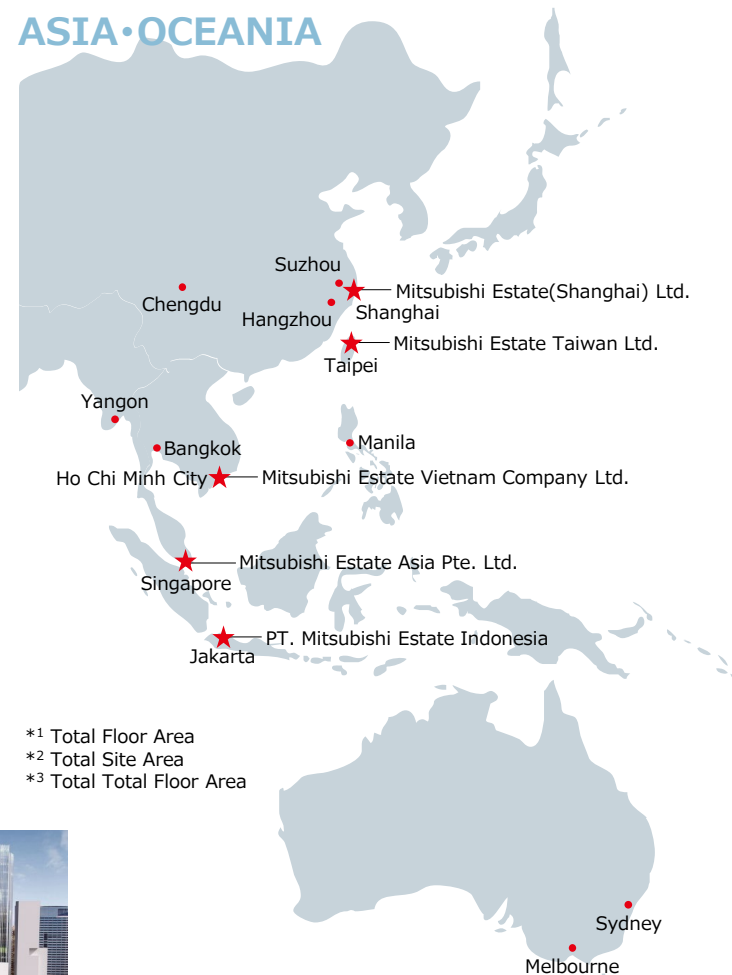 ASIA・OCEANIA
Suzhou
Chengdu
Mitsubishi Estate(Shanghai) Ltd.
Hangzhou
Shanghai
Mitsubishi Estate Taiwan Ltd.
Taipei
Yangon
Bangkok
Manila
Ho Chi Minh City
Mitsubishi Estate Vietnam Company Ltd.
Mitsubishi Estate Asia Pte. Ltd.
Singapore
PT. Mitsubishi Estate Indonesia
Jakarta
*1 Total Floor Area
*2 Total Site Area
*3 Total Total Floor Area
Sydney
Melbourne